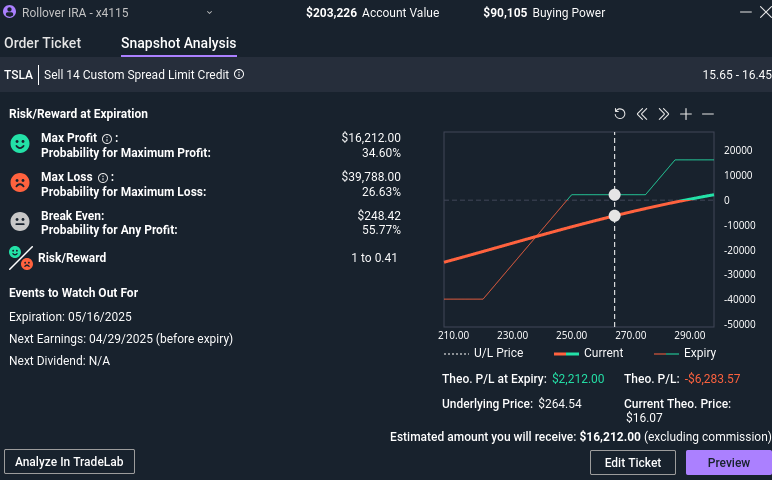 Rollover IRA - x4115
$203,226 Account Value
$90,105 Buying Power
Order Ticket
Snapshot Analysis
TSLA | Sell 14 Custom Spread Limit Credit
15.65 - 16.45
Risk/Reward at Expiration
Max Profit : $16,212.00
Probability for Maximum Profit: 34.60%
Max Loss : $39,788.00
Probability for Maximum Loss: 26.63%
Break Even: $248.42
Probability for Any Profit: 55.77%
Risk/Reward 1 to 0.41
Events to Watch Out For
Expiration: 05/16/2025
Next Earnings: 04/29/2025 (before expiry)
Next Dividend: N/A
20000
10000
0
-10000
-20000
-30000
-40000
-50000
210.00 230.00 250.00 270.00 290.00
U/L Price Current Expiry
Theo. P/L at Expiry: $2,212.00
Theo. P/L: -$6,283.57
Underlying Price: $264.54
Current Theo. Price:
$16.07
Estimated amount you will receive: $16,212.00 (excluding commission)
Analyze In TradeLab
Edit Ticket
Preview